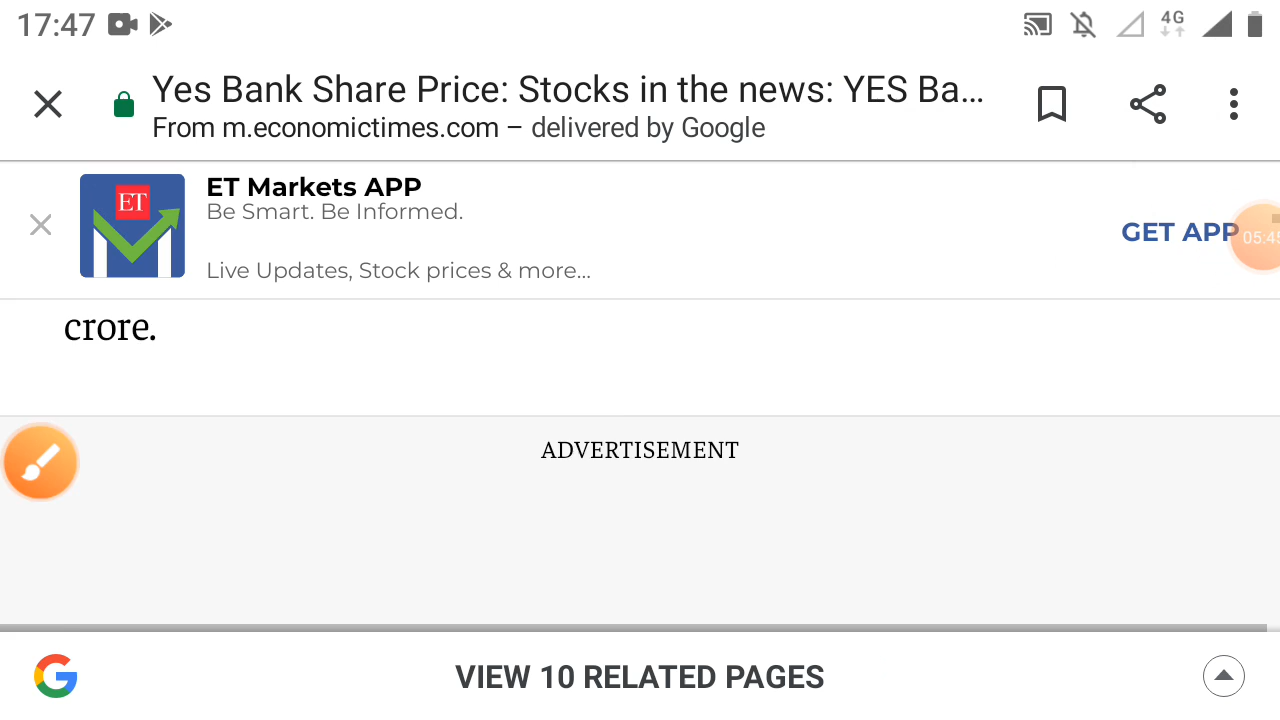 17:47
4G
Yes Bank Share Price: Stocks in the news: YES Ba...
From m.economictimes.com – delivered by Google
ET
ET Markets APP
Be Smart. Be Informed.
Live Updates, Stock prices & more...
GET APP
05:45
crore.
ADVERTISEMENT
VIEW 10 RELATED PAGES